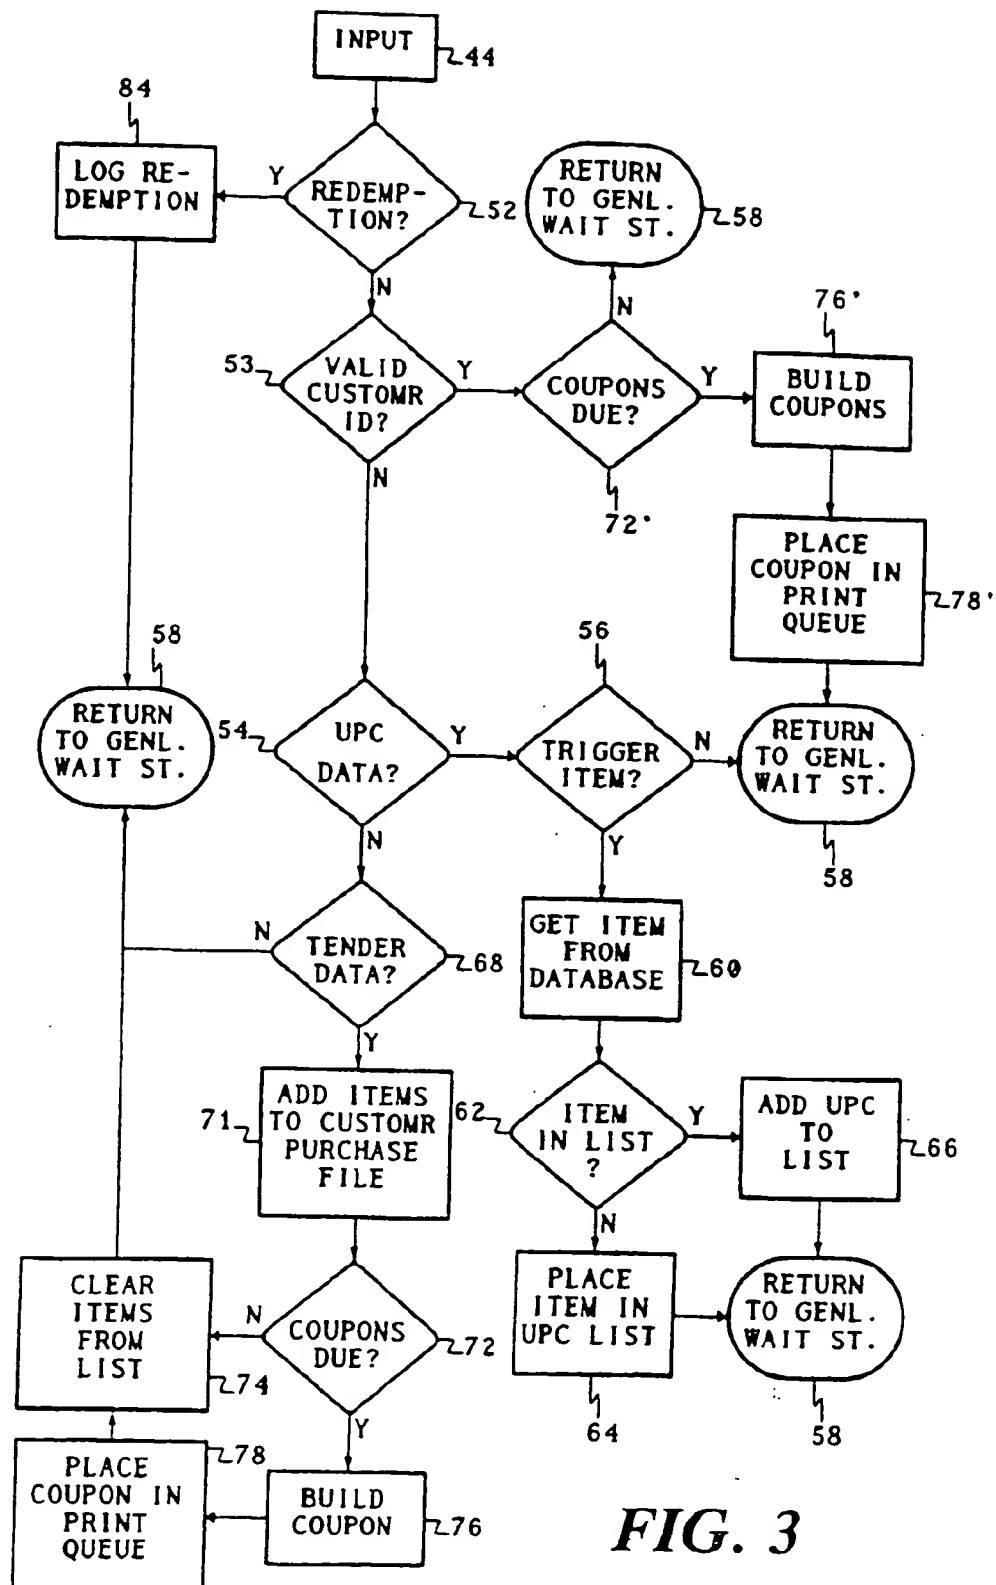 INPUT
44
84
LOG RE-
DEMPTION
Y
REDEMP-
TION?
52
N
RETURN
TO GENL.
WAIT ST.
58
N
53
VALID
CUSTOMR
ID?
Y
N
COUPONS
DUE?
72'
Y
76'
BUILD
COUPONS
PLACE
COUPON IN
PRINT
QUEUE
78'
58
RETURN
TO GENL.
WAIT ST.
54
UPC
DATA?
Y
N
56
TRIGGER
ITEM?
N
Y
RETURN
TO GENL.
WAIT ST.
58
N
TENDER
DATA?
68
Y
GET ITEM
FROM
DATABASE
60
71
ADD ITEMS
TO CUSTOMR
PURCHASE
FILE
62
ITEM
IN LIST
?
Y
N
ADD UPC
TO
LIST
66
CLEAR
ITEMS
FROM
LIST
74
N
COUPONS
DUE?
72
Y
PLACE
ITEM IN
UPC LIST
64
RETURN
TO GENL.
WAIT ST.
58
PLACE
COUPON IN
PRINT
QUEUE
78
BUILD
COUPON
76
FIG. 3